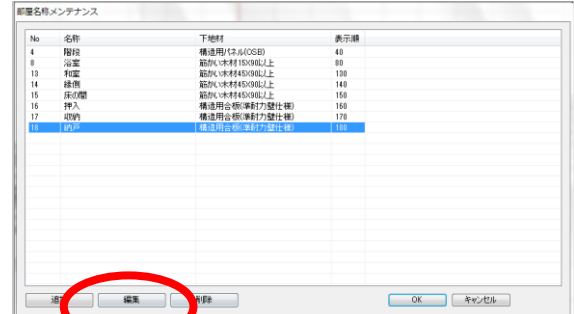 部屋名称メンテナンス
No 名称 下地材 表示順
4 階段 構造用パネル(OSB) 40
8 浴室 筋かい木材15X90以上 80
13 和室 筋かい木材45X90以上 130
14 縁側 筋かい木材45X90以上 140
15 床の間 筋かい木材45X90以上 150
16 押入 構造用合板(準耐力壁仕様) 160
17 収納 構造用合板(準耐力壁仕様) 170
18 納戸 構造用合板(準耐力壁仕様) 180
編集 削除 OK キャンセル